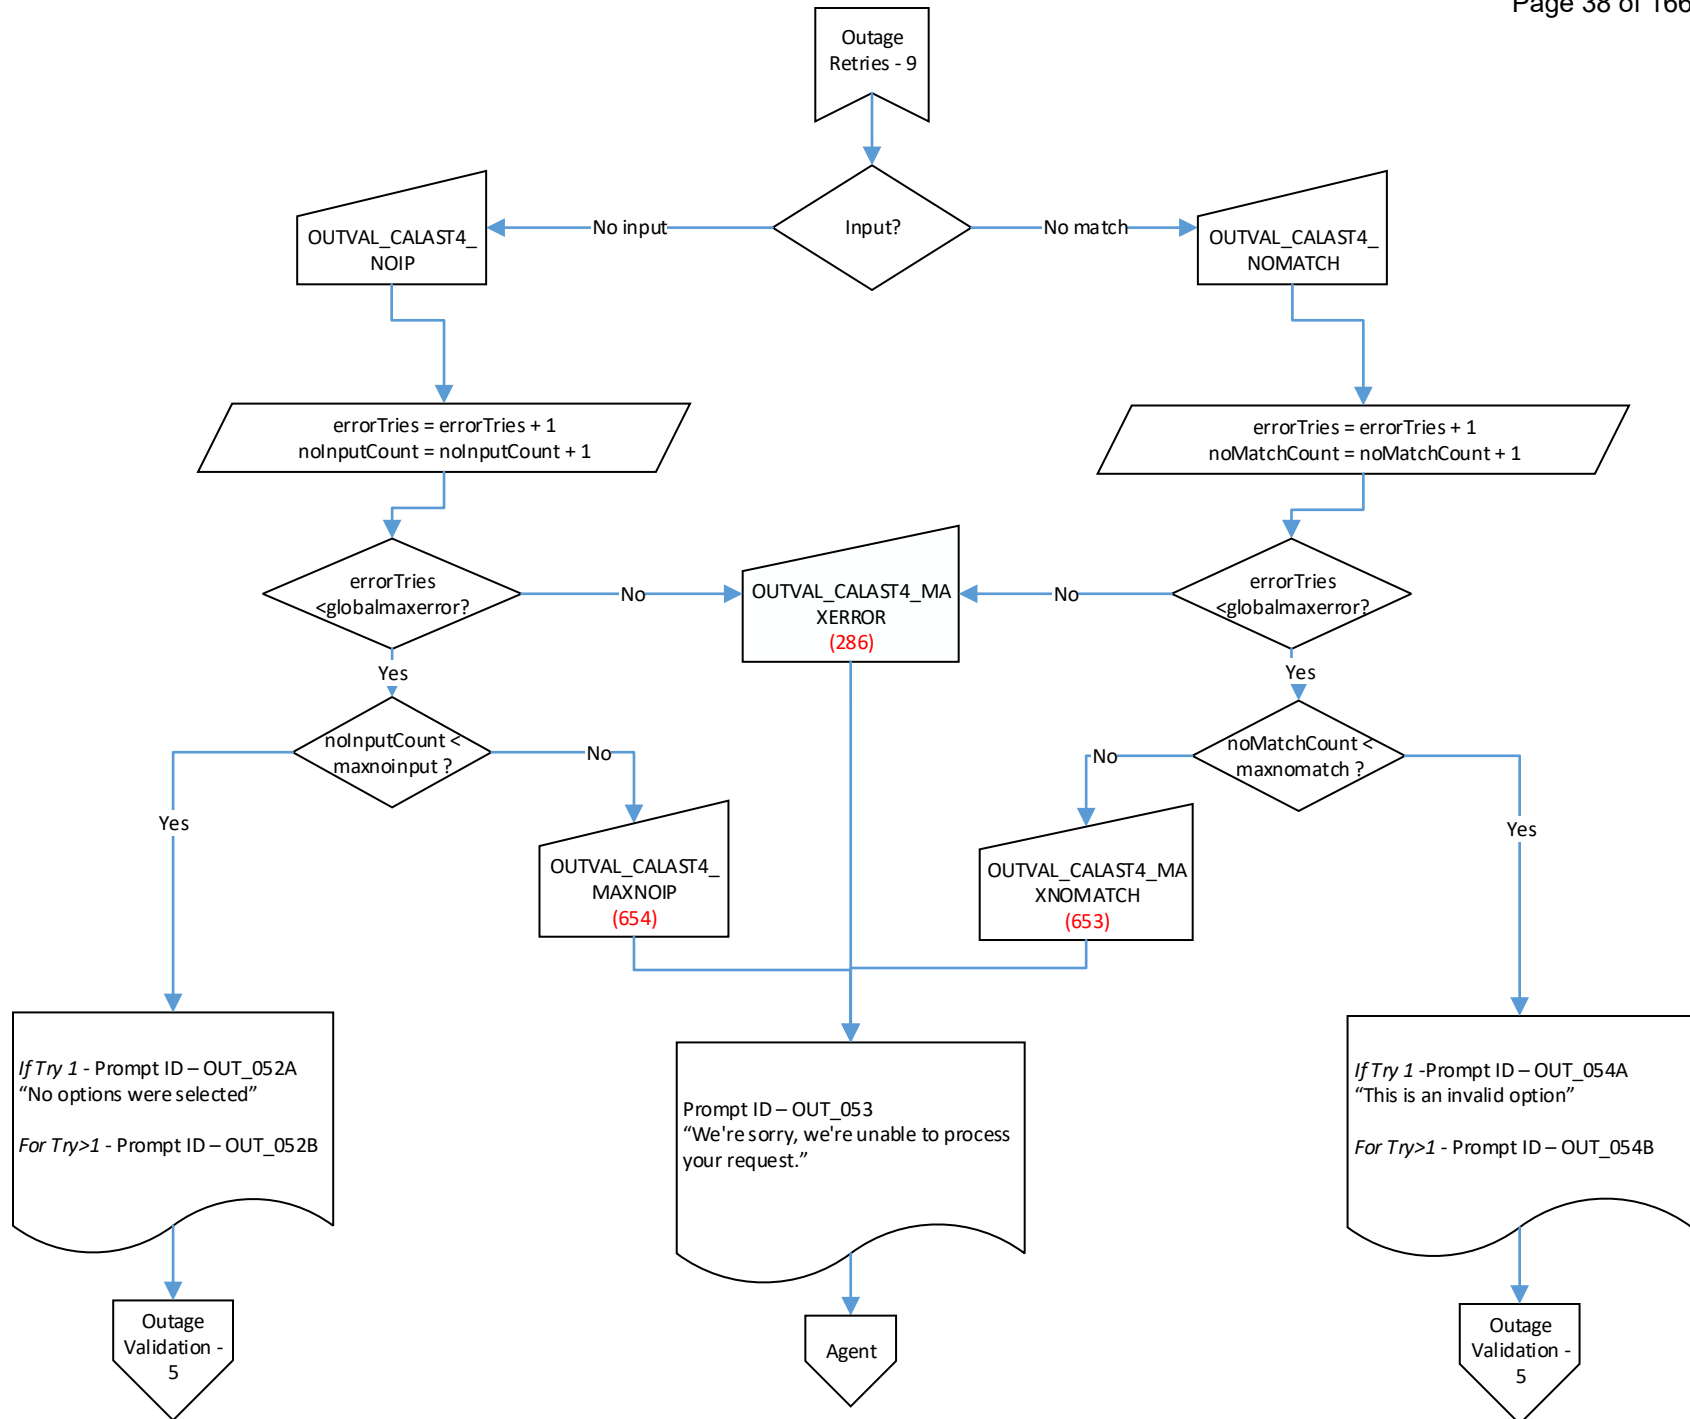 Page 38 of 166
Outage
Retries - 9
Input?
No input
No match
OUTVAL_CALAST4_
NOIP
OUTVAL_CALAST4_
NOMATCH
errorTries = errorTries + 1
noInputCount = noInputCount + 1
errorTries = errorTries + 1
noMatchCount = noMatchCount + 1
errorTries
<globalmaxerror?
No
OUTVAL_CALAST4_MA
XERROR
(286)
No
errorTries
<globalmaxerror?
Yes
Yes
noInputCount <
maxnoinput ?
No
No
noMatchCount <
maxnomatch ?
Yes
Yes
OUTVAL_CALAST4_
MAXNOIP
(654)
OUTVAL_CALAST4_MA
XNOMATCH
(653)
If Try 1 - Prompt ID – OUT_052A
“No options were selected”
For Try>1 - Prompt ID – OUT_052B
Prompt ID – OUT_053
“We're sorry, we're unable to process
your request.”
If Try 1 -Prompt ID – OUT_054A
“This is an invalid option”
For Try>1 - Prompt ID – OUT_054B
Outage
Validation -
5
Agent
Outage
Validation -
5